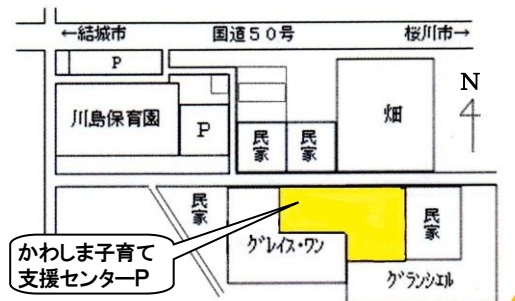 ←結城市 国道50号 桜川市→
P
N
川島保育園
P
民家
民家
畑
民家
グレイス・ワン
民家
グランシエル
かわしま子育て
支援センターP